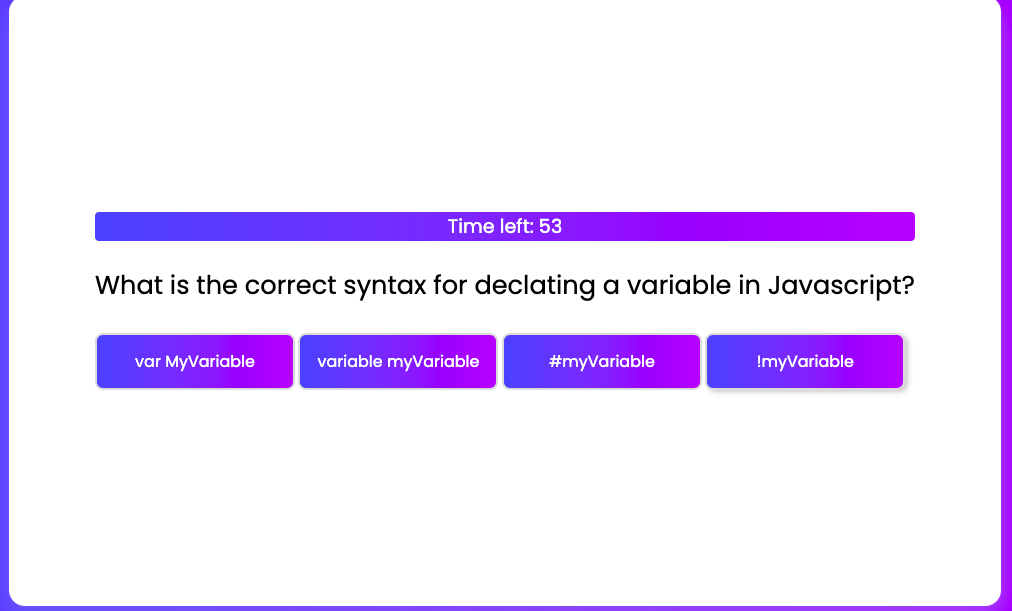 Time left: 53
What is the correct syntax for declating a variable in Javascript?
var MyVariable variable myVariable #myVariable !myVariable